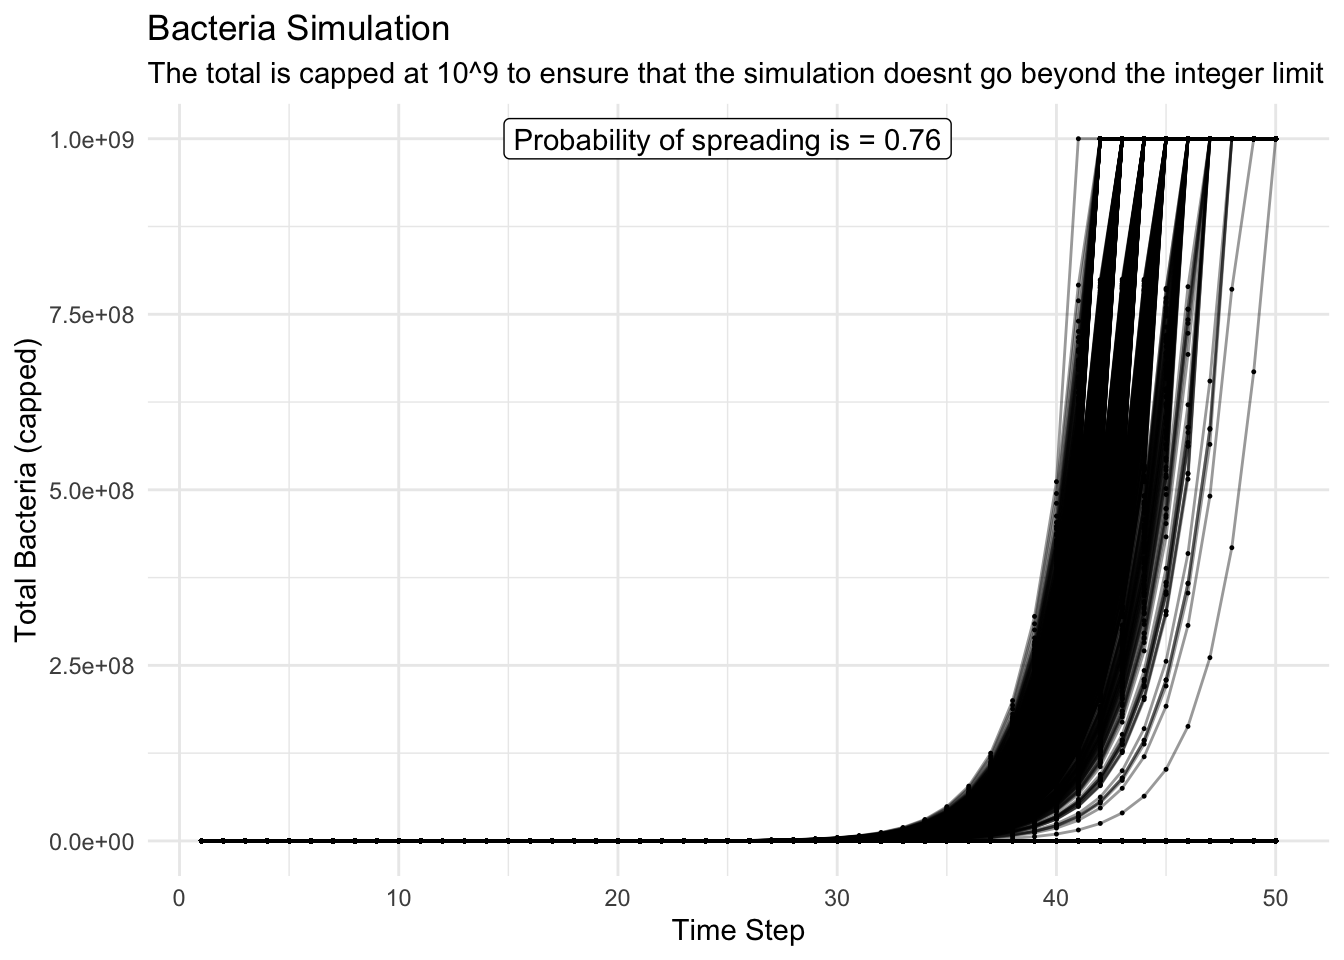 Bacteria Simulation
The total is capped at 10^9 to ensure that the simulation doesnt go beyond the integer limit
Probability of spreading is = 0.76
Total Bacteria (capped)
1.0e+09
7.5e+08
5.0e+08
2.5e+08
0.0e+00
0 10 20 30 40 50
Time Step